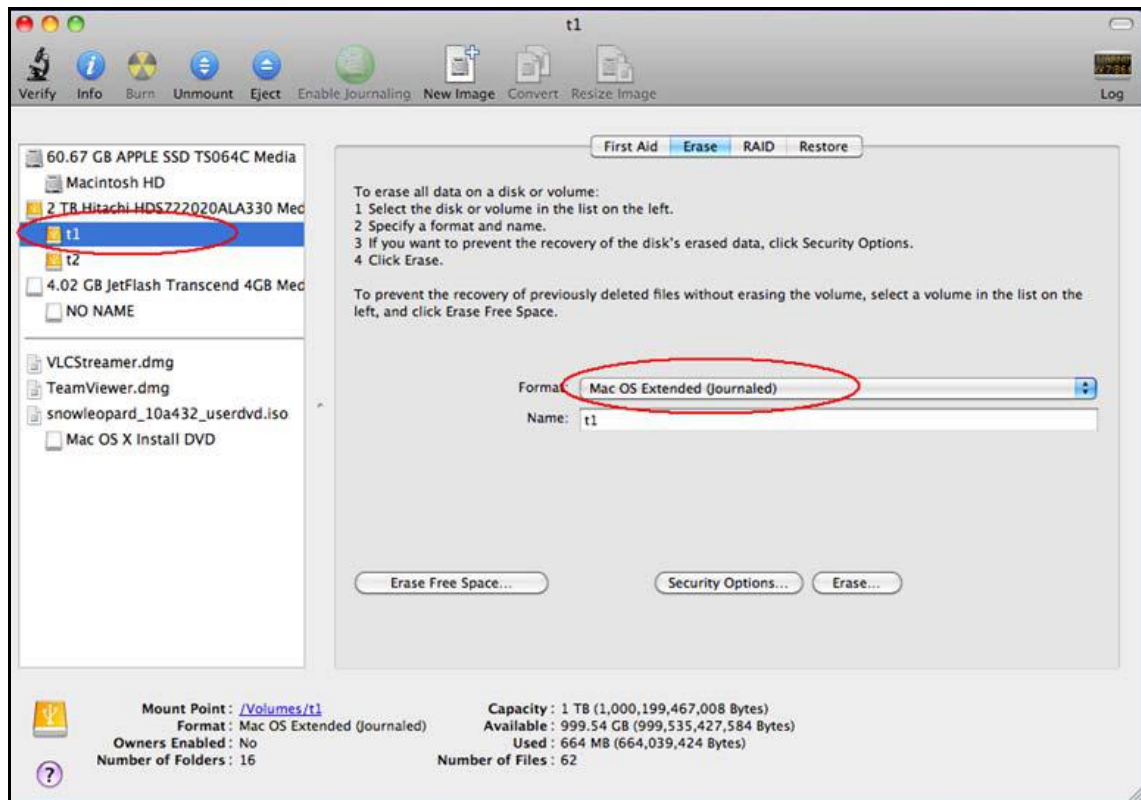 t1
Verify Info Burn Unmount Eject Enable Journaling New Image Convert Resize Image Log
60.67 GB APPLE SSD TS064C Media
Macintosh HD
2 TB Hitachi HDS722020ALA330 Med
t1
t2
4.02 GB JetFlash Transcend 4GB Med
NO NAME
VLCStreamer.dmg
TeamViewer.dmg
snowleopard_10a432_userdvd.iso
Mac OS X Install DVD
First Aid Erase RAID Restore
To erase all data on a disk or volume:
1 Select the disk or volume in the list on the left.
2 Specify a format and name.
3 If you want to prevent the recovery of the disk's erased data, click Security Options.
4 Click Erase.
To prevent the recovery of previously deleted files without erasing the volume, select a volume in the list on the
left, and click Erase Free Space.
Format: Mac OS Extended (Journaled)
Name: t1
Erase Free Space... Security Options... Erase...
Mount Point: /Volumes/t1 Capacity: 1 TB (1,000,199,467,008 Bytes)
Format: Mac OS Extended (Journaled) Available: 999.54 GB (999,535,427,584 Bytes)
Owners Enabled: No Used: 664 MB (664,039,424 Bytes)
Number of Folders: 16 Number of Files: 62
?